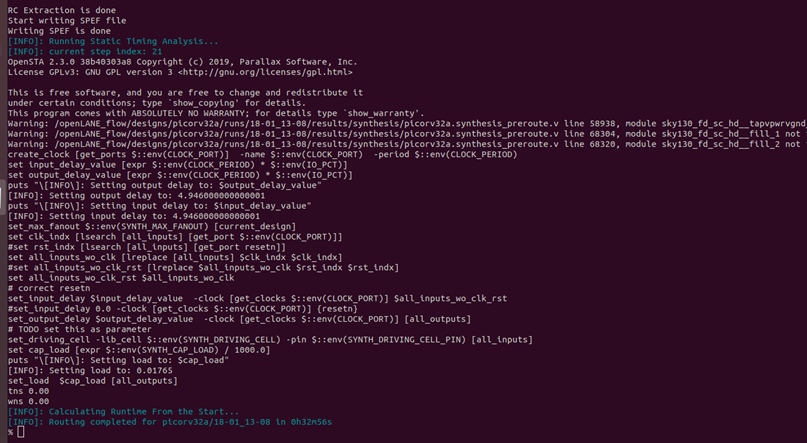 RC Extraction is done
Start writing SPEF file
Writing SPEF is done
[INFO]: Running Static Timing Analysis...
[INFO]: current step index: 21
OpenSTA 2.3.0 38b40303a8 Copyright (c) 2019, Parallax Software, Inc.
License GPLv3: GNU GPL version 3 <http://gnu.org/licenses/gpl.html>
This is free software, and you are free to change and redistribute it
under certain conditions; type `show_copying' for details.
This program comes with ABSOLUTELY NO WARRANTY; for details type `show_warranty'.
Warning: /openLANE_flow/designs/picorv32a/runs/18-01_13-08/results/synthesis/picorv32a.synthesis_preroute.v line 58938, module sky130_fd_sc_hd__tapvpwrvgnd_
Warning: /openLANE_flow/designs/picorv32a/runs/18-01_13-08/results/synthesis/picorv32a.synthesis_preroute.v line 68304, module sky130_fd_sc_hd__fill_1 not
Warning: /openLANE_flow/designs/picorv32a/runs/18-01_13-08/results/synthesis/picorv32a.synthesis_preroute.v line 68320, module sky130_fd_sc_hd__fill_2 not
create_clock [get_ports $::env(CLOCK_PORT)] -name $::env(CLOCK_PORT) -period $::env(CLOCK_PERIOD)
set input_delay_value [expr $::env(CLOCK_PERIOD) * $::env(IO_PCT)]
set output_delay_value [expr $::env(CLOCK_PERIOD) * $::env(IO_PCT)]
puts "\[INFO\]: Setting output delay to: $output_delay_value"
[INFO]: Setting output delay to: 4.946000000000001
puts "\[INFO\]: Setting input delay to: $input_delay_value"
[INFO]: Setting input delay to: 4.946000000000001
set_max_fanout $::env(SYNTH_MAX_FANOUT) [current_design]
set clk_indx [lsearch [all_inputs] [get_port $::env(CLOCK_PORT)]]
#set rst_indx [lsearch [all_inputs] [get_port resetn]]
set all_inputs_wo_clk [lreplace [all_inputs] $clk_indx $clk_indx]
#set all_inputs_wo_clk_rst [lreplace $all_inputs_wo_clk $rst_indx $rst_indx]
set all_inputs_wo_clk_rst $all_inputs_wo_clk
# correct resetn
set_input_delay $input_delay_value -clock [get_clocks $::env(CLOCK_PORT)] $all_inputs_wo_clk_rst
#set_input_delay 0.0 -clock [get_clocks $::env(CLOCK_PORT)] {resetn}
set_output_delay $output_delay_value -clock [get_clocks $::env(CLOCK_PORT)] [all_outputs]
# TODO set this as parameter
set_driving_cell -lib_cell $::env(SYNTH_DRIVING_CELL) -pin $::env(SYNTH_DRIVING_CELL_PIN) [all_inputs]
set cap_load [expr $::env(SYNTH_CAP_LOAD) / 1000.0]
puts "\[INFO\]: Setting load to: $cap_load"
[INFO]: Setting load to: 0.01765
set_load $cap_load [all_outputs]
tns 0.00
wns 0.00
[INFO]: Calculating Runtime From the Start...
[INFO]: Routing completed for picorv32a/18-01_13-08 in 0h32m56s
%